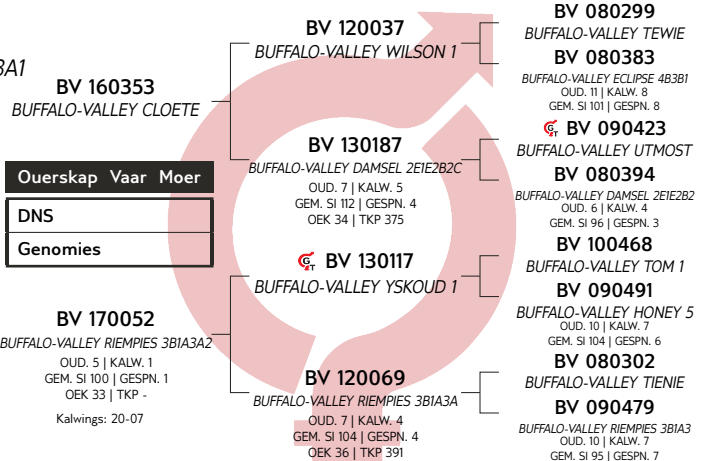 3A1
BV 160353
BUFFALO-VALLEY CLOETE
Ouerskap Vaar Moer
DNS
Genomies
BV 170052
BUFFALO-VALLEY RIEMPIES 3B1A3A2
OUD. 5 | KALW. 1
GEM. SI 100 | GESPN. 1
OEK 33 | TKP -
Kalwings: 20-07
BV 120037
BUFFALO-VALLEY WILSON 1
BV 130187
BUFFALO-VALLEY DAMSEL 2E1E2B2C
OUD. 7 | KALW. 5
GEM. SI 112 | GESPN. 4
OEK 34 | TKP 375
GT BV 130117
BUFFALO-VALLEY YSKOUD 1
BV 120069
BUFFALO-VALLEY RIEMPIES 3B1A3A
OUD. 7 | KALW. 4
GEM. SI 104 | GESPN. 4
OEK 36 | TKP 391
BV 080299
BUFFALO-VALLEY TEWIE
BV 080383
BUFFALO-VALLEY ECLIPSE 4B3B1
OUD. 11 | KALW. 8
GEM. SI 101 | GESPN. 8
GT BV 090423
BUFFALO-VALLEY UTMOST
BV 080394
BUFFALO-VALLEY DAMSEL 2E1E2B2
OUD. 6 | KALW. 4
GEM. SI 96 | GESPN. 3
BV 100468
BUFFALO-VALLEY TOM 1
BV 090491
BUFFALO-VALLEY HONEY 5
OUD. 10 | KALW. 7
GEM. SI 104 | GESPN. 6
BV 080302
BUFFALO-VALLEY TIENIE
BV 090479
BUFFALO-VALLEY RIEMPIES 3B1A3
OUD. 10 | KALW. 7
GEM. SI 95 | GESPN. 7